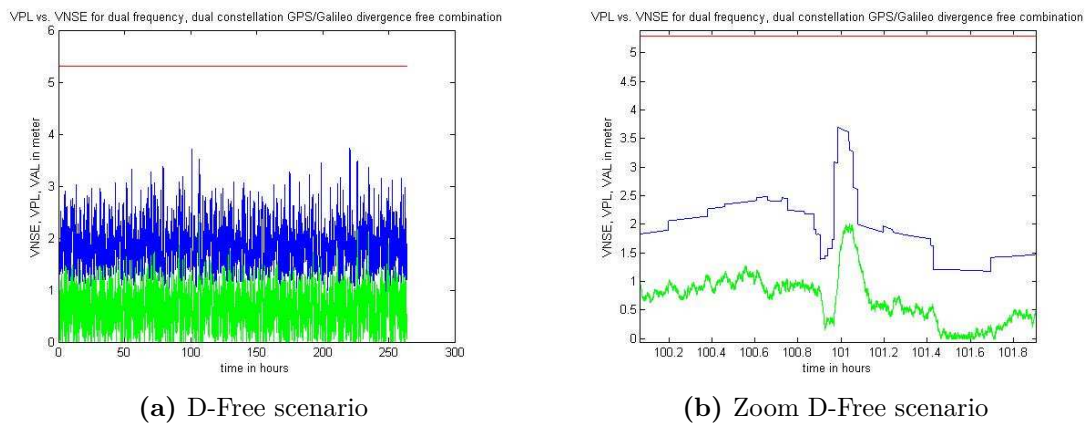 VPL vs. VNSE for dual frequency, dual constellation GPS/Galileo divergence free combination
6
5
4
3
2
1
0
VNSE, VPL, VAL in meter
0 50 100 150 200 250 300
time in hours
(a) D-Free scenario
VPL vs. VNSE for dual frequency, dual constellation GPS/Galileo divergence free combination
5
4.5
4
3.5
3
2.5
2
1.5
1
0.5
0
VNSE, VPL, VAL in meter
100.2 100.4 100.6 100.8 101 101.2 101.4 101.6 101.8
time in hours
(b) Zoom D-Free scenario